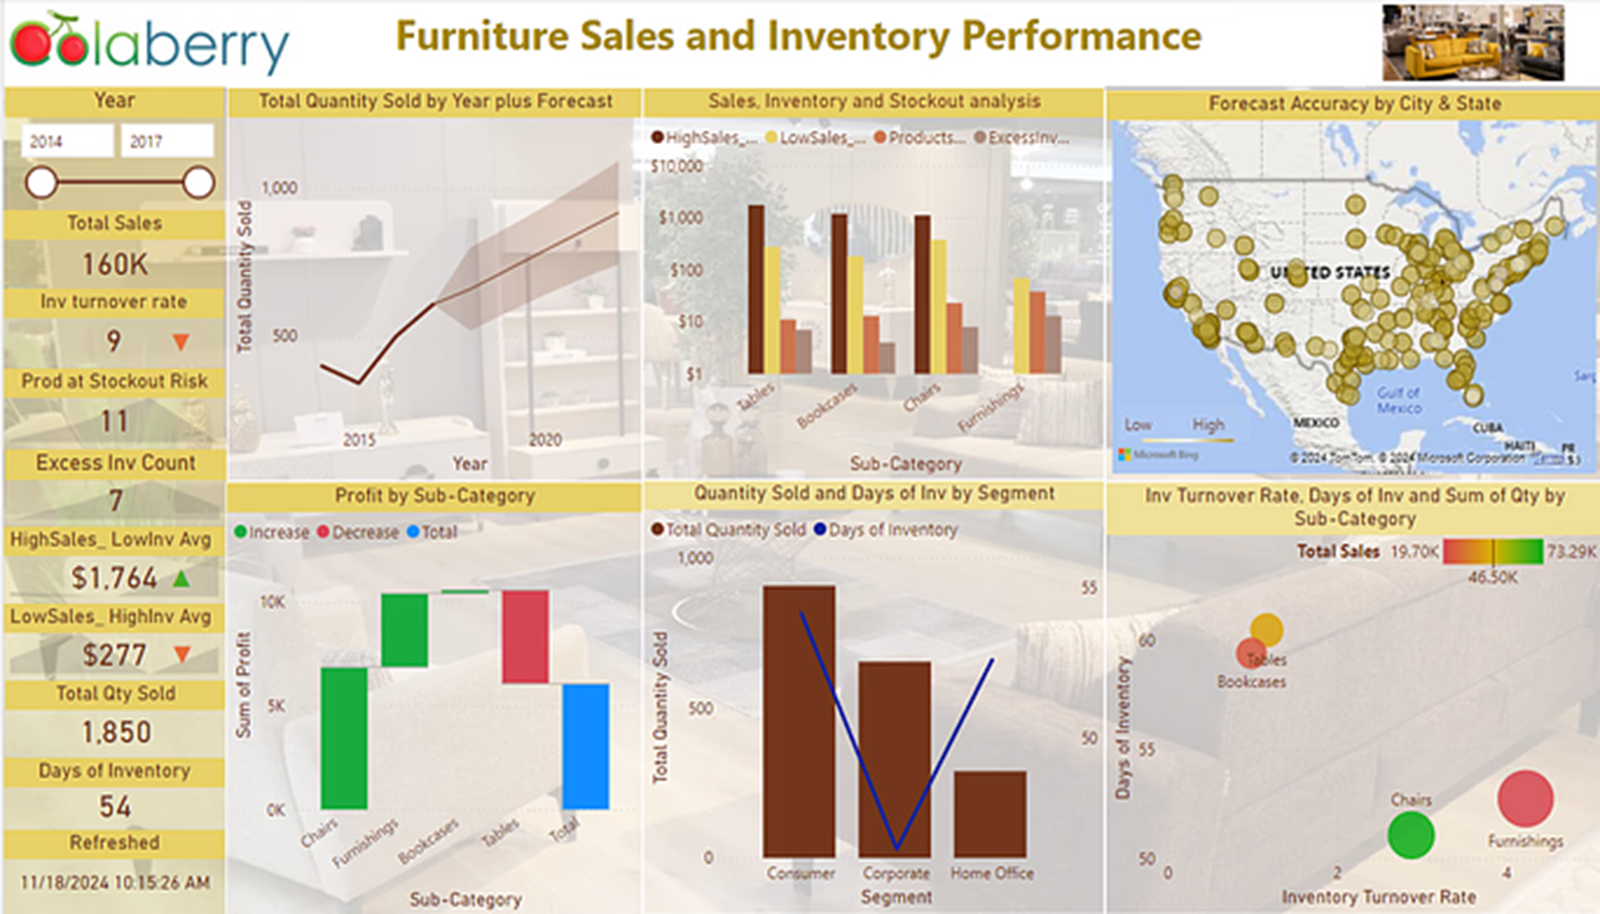 Colaberry
Furniture Sales and Inventory Performance
Year
2014
2017
Total Sales
160K
Inv turnover rate
9
Prod at Stockout Risk
11
Excess Inv Count
7
HighSales_ LowInv Avg
$1,764
LowSales_ HighInv Avg
$277
Total Qty Sold
1,850
Days of Inventory
54
Refreshed
11/18/2024 10:15:26 AM
Total Quantity Sold by Year plus Forecast
Total Quantity Sold
1,000
500
2015
2020
Year
Sales, Inventory and Stockout analysis
HighSales_... LowSales_... Products... ExcessInv...
$10,000
$1,000
$100
$10
$1
Tables
Bookcases
Chairs
Furnishings
Sub-Category
Forecast Accuracy by City & State
UNITED STATES
Gulf of
Mexico
MEXICO
CUBA
HAITI
PR
Low High
Microsoft Bing
© 2024 TomTom, © 2024 Microsoft Corporation
Profit by Sub-Category
Increase Decrease Total
Sum of Profit
10K
5K
0K
Chairs
Furnishings
Bookcases
Tables
Total
Sub-Category
Quantity Sold and Days of Inv by Segment
Total Quantity Sold Days of Inventory
Total Quantity Sold
1,000
500
0
55
50
Consumer
Corporate
Home Office
Segment
Inv Turnover Rate, Days of Inv and Sum of Qty by
Sub-Category
Total Sales 19.70K 73.29K
46.50K
Days of Inventory
60
55
50
Tables
Bookcases
Chairs
Furnishings
0
2
4
Inventory Turnover Rate